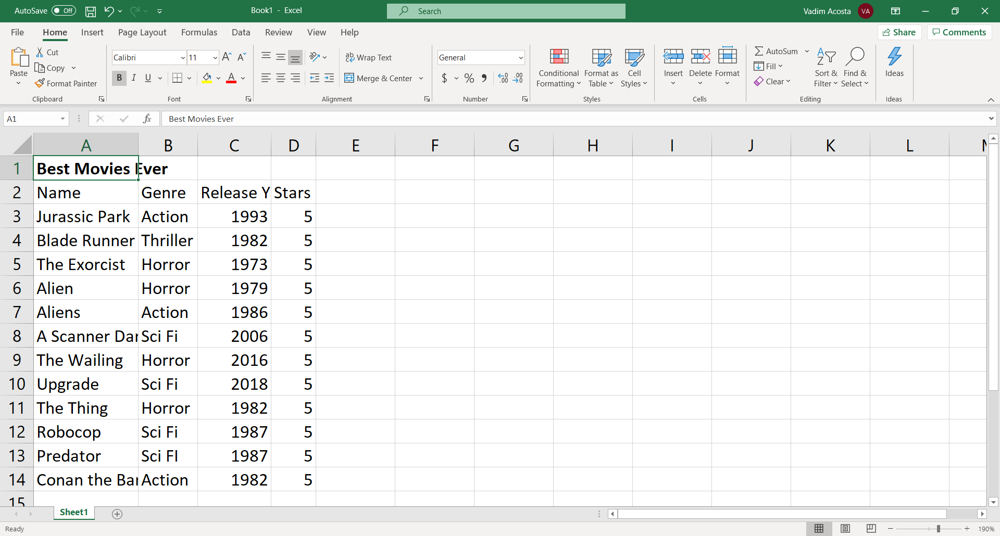 AutoSave Off Book1 - Excel Search Vadim Acosta VA
File Home Insert Page Layout Formulas Data Review View Help Share Comments
Paste
Cut
Copy
Format Painter
Clipboard
Calibri 11
B I U A
Font
ab Wrap Text
Merge & Center
Alignment
General
$ % 9 .00 .0
Number
Conditional Formatting
Format as Table
Cell Styles
Styles
Insert Delete Format
Cells
AutoSum
Fill
Clear
Sort & Filter
Find & Select
Editing
Ideas
Ideas
A1 fx Best Movies Ever
A B C D E F G H I J K L
1 Best Movies Ever
2 Name Genre Release Y Stars
3 Jurassic Park Action 1993 5
4 Blade Runner Thriller 1982 5
5 The Exorcist Horror 1973 5
6 Alien Horror 1979 5
7 Aliens Action 1986 5
8 A Scanner Dar Sci Fi 2006 5
9 The Wailing Horror 2016 5
10 Upgrade Sci Fi 2018 5
11 The Thing Horror 1982 5
12 Robocop Sci Fi 1987 5
13 Predator Sci FI 1987 5
14 Conan the Bar Action 1982 5
15
Sheet1
Ready 190%